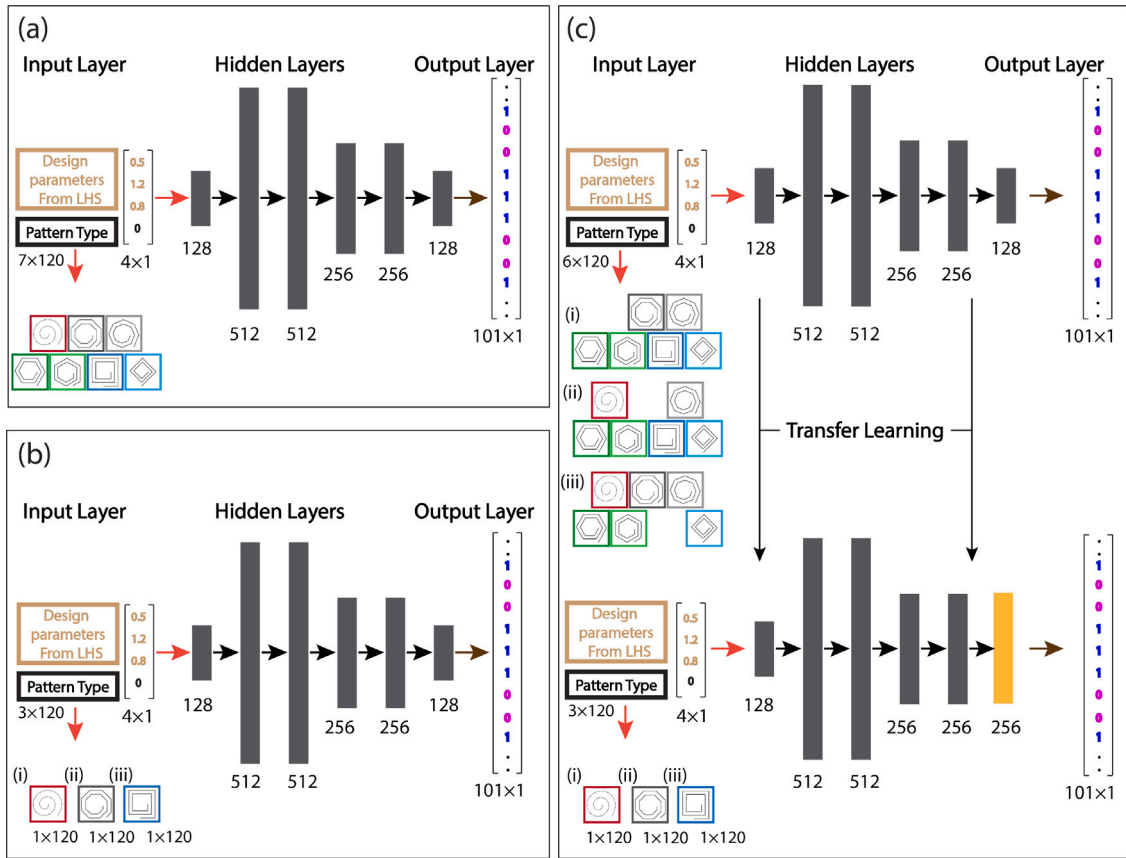 (a)
Input Layer
Hidden Layers
Output Layer
Design
parameters
From LHS
Pattern Type
7×120
0.5
1.2
0.8
0
4×1
128
512
512
256
256
128
1
0
0
1
1
1
0
0
1
101×1
(b)
Input Layer
Hidden Layers
Output Layer
Design
parameters
From LHS
Pattern Type
3×120
0.5
1.2
0.8
0
4×1
128
512
512
256
256
128
1
0
0
1
1
1
0
0
1
101×1
(i)
(ii)
(iii)
1×120
1×120
1×120
(c)
Input Layer
Hidden Layers
Output Layer
Design
parameters
From LHS
Pattern Type
6×120
0.5
1.2
0.8
0
4×1
128
512
512
256
256
128
1
0
0
1
1
1
0
0
1
101×1
(i)
(ii)
(iii)
Transfer Learning
Input Layer
Hidden Layers
Output Layer
Design
parameters
From LHS
Pattern Type
3×120
0.5
1.2
0.8
0
4×1
128
512
512
256
256
256
1
0
0
1
1
1
0
0
1
101×1
(i)
(ii)
(iii)
1×120
1×120
1×120